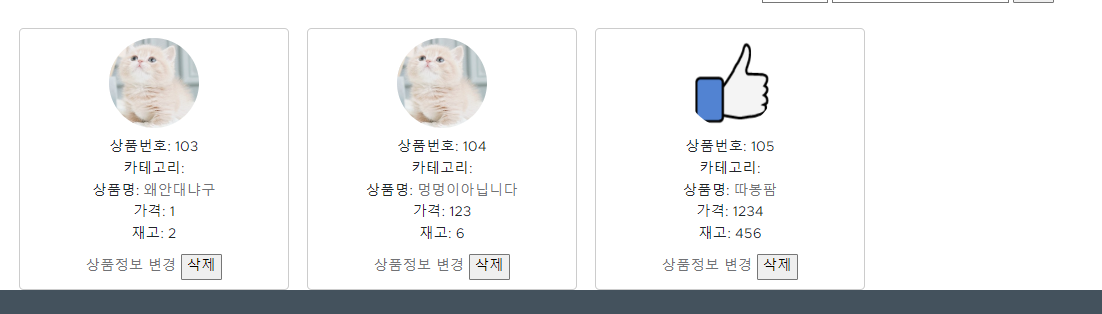 상품번호: 103
카테고리:
상품명: 왜안대냐구
가격: 1
재고: 2
상품정보 변경 삭제
상품번호: 104
카테고리:
상품명: 멍멍이아닙니다
가격: 123
재고: 6
상품정보 변경 삭제
상품번호: 105
카테고리:
상품명: 따봉팜
가격: 1234
재고: 456
상품정보 변경 삭제